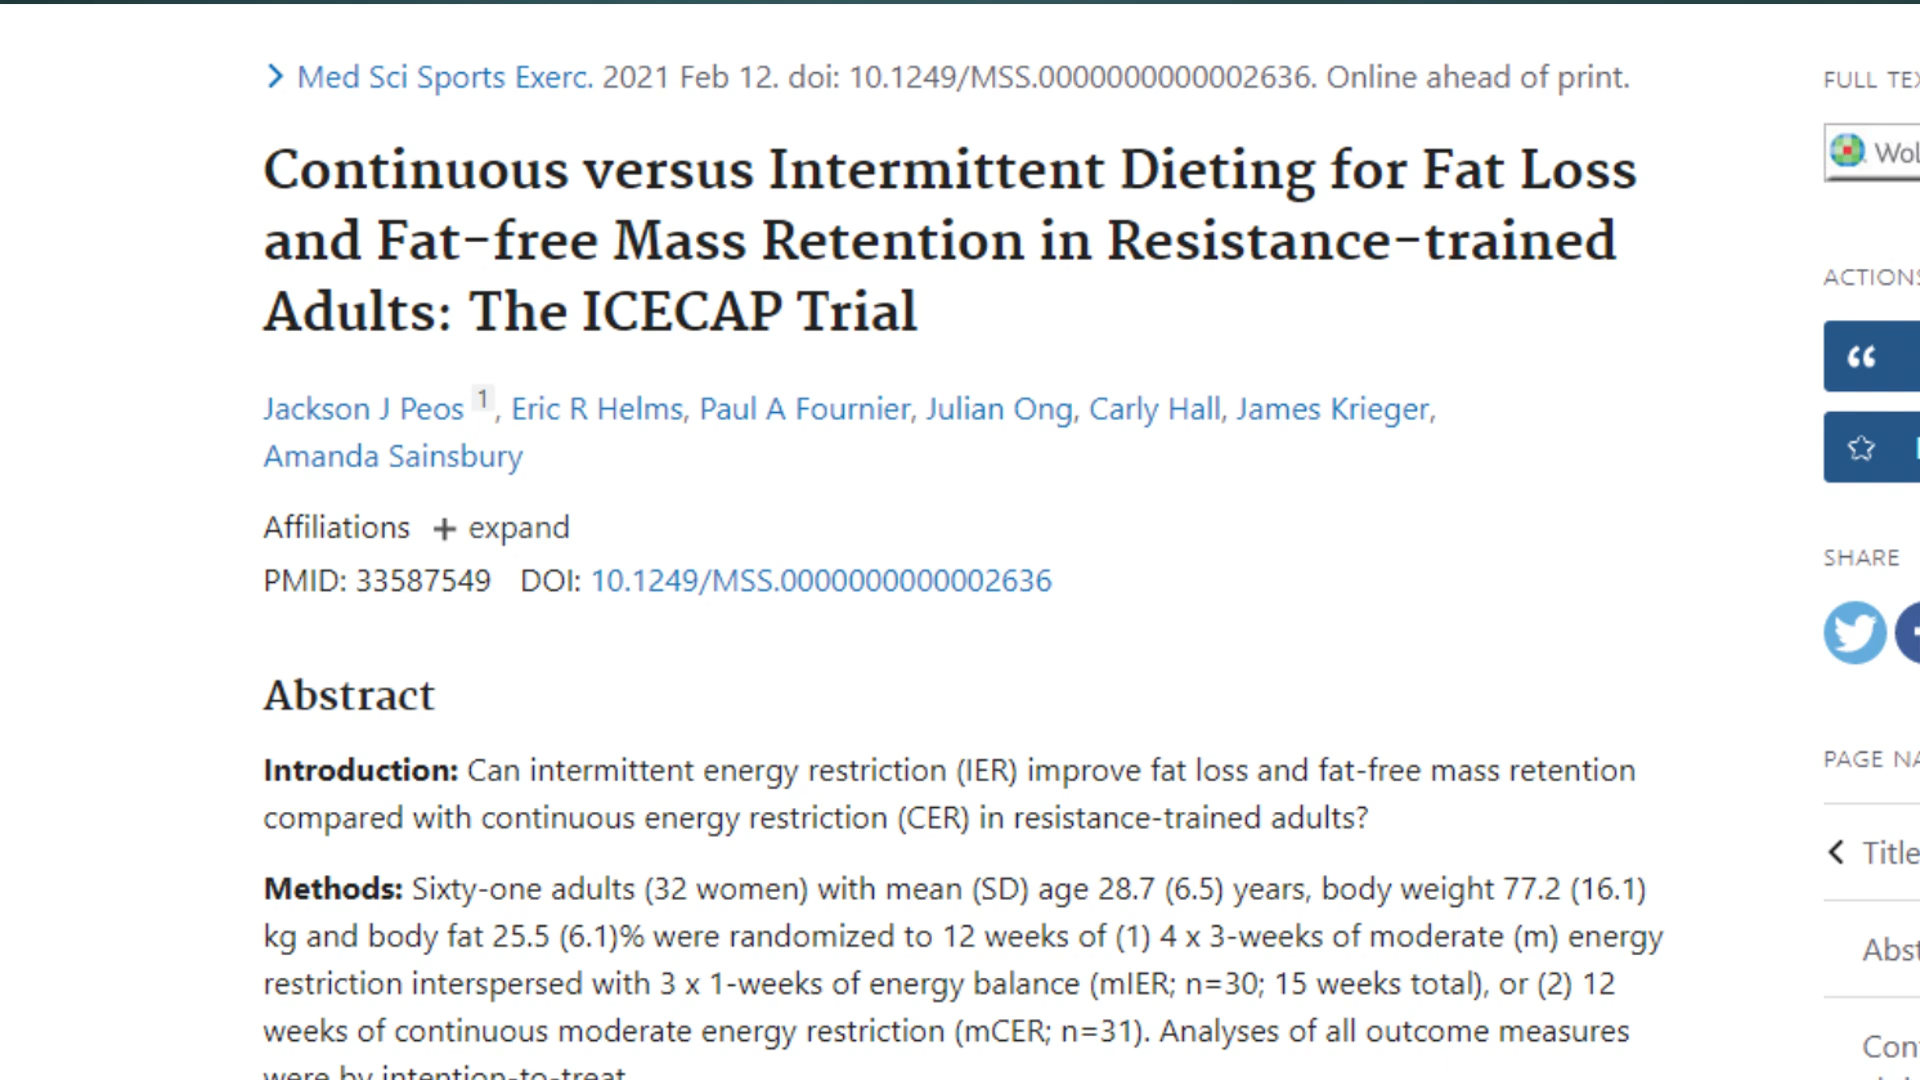 Med Sci Sports Exerc. 2021 Feb 12. doi: 10.1249/MSS.0000000000002636. Online ahead of print.
Continuous versus Intermittent Dieting for Fat Loss
and Fat-free Mass Retention in Resistance-trained
Adults: The ICECAP Trial
Jackson J Peos 1, Eric R Helms, Paul A Fournier, Julian Ong, Carly Hall, James Krieger,
Amanda Sainsbury
Affiliations + expand
PMID: 33587549 DOI: 10.1249/MSS.0000000000002636
Abstract
Introduction: Can intermittent energy restriction (IER) improve fat loss and fat-free mass retention
compared with continuous energy restriction (CER) in resistance-trained adults?
Methods: Sixty-one adults (32 women) with mean (SD) age 28.7 (6.5) years, body weight 77.2 (16.1)
kg and body fat 25.5 (6.1)% were randomized to 12 weeks of (1) 4 x 3-weeks of moderate (m) energy
restriction interspersed with 3 x 1-weeks of energy balance (mIER; n=30; 15 weeks total), or (2) 12
weeks of continuous moderate energy restriction (mCER; n=31). Analyses of all outcome measures
were by intention-to-treat.
FULL TEX
Wol
ACTIONS
SHARE
PAGE NA
Title
Abst
Con